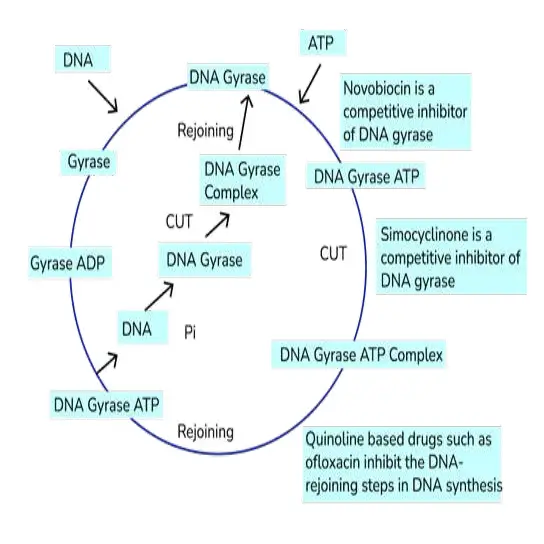 ATP
DNA
DNA Gyrase
Novobiocin is a
competitive inhibitor
of DNA gyrase
Rejoining
Gyrase
DNA Gyrase
Complex
DNA Gyrase ATP
CUT
Simocyclinone is a
competitive inhibitor of
DNA gyrase
CUT
Gyrase ADP
DNA Gyrase
DNA
Pi
DNA Gyrase ATP Complex
DNA Gyrase ATP
Rejoining
Quinoline based drugs such as
ofloxacin inhibit the DNA-
rejoining steps in DNA synthesis